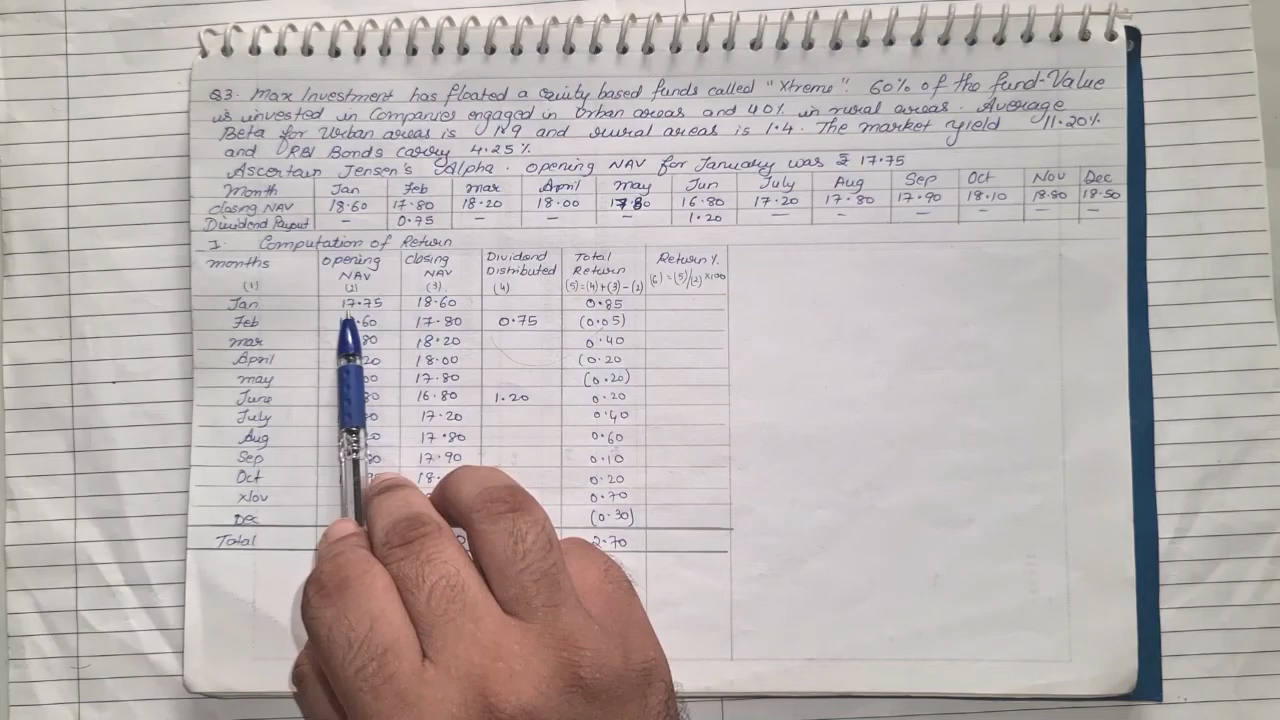 Q3. Max Investment has floated a equity based funds called "Xtreme". 60% of the fund-Value
is invested in Companies engaged in Urban areas and 40% in rural areas. Average
Beta for Urban areas is 1.9 and rural areas is 1.4. The market yield 11.20%
and RBI Bonds carry 4.25%
Ascertain Jensen's Alpha. opening NAV for January was ₹ 17.75
Month Jan Feb mar April may Jun July Aug Sep Oct Nov Dec
closing NAV 18.60 17.80 18.20 18.00 17.80 16.80 17.20 17.80 17.90 18.10 18.80 18.50
Dividend Payout — 0.75 — — — 1.20 — — — — — —
1. Computation of Return
months opening NAV closing NAV Dividend Distributed Total Return Return %
(1) (2) (3) (4) (5)=(4)+(3)-(2) (6)=(5)/(2)×100
Jan 17.75 18.60 0.85
Feb .60 17.80 0.75 (0.05)
mar 80 18.20 0.40
April 20 18.00 (0.20
may 00 17.80 (0.20)
June 80 16.80 1.20 0.20
July 17.20 0.40
Aug 17.80 0.60
Sep 17.90 0.10
Oct 18. 0.20
Nov 0.70
Dec (0.30)
Total 2.70